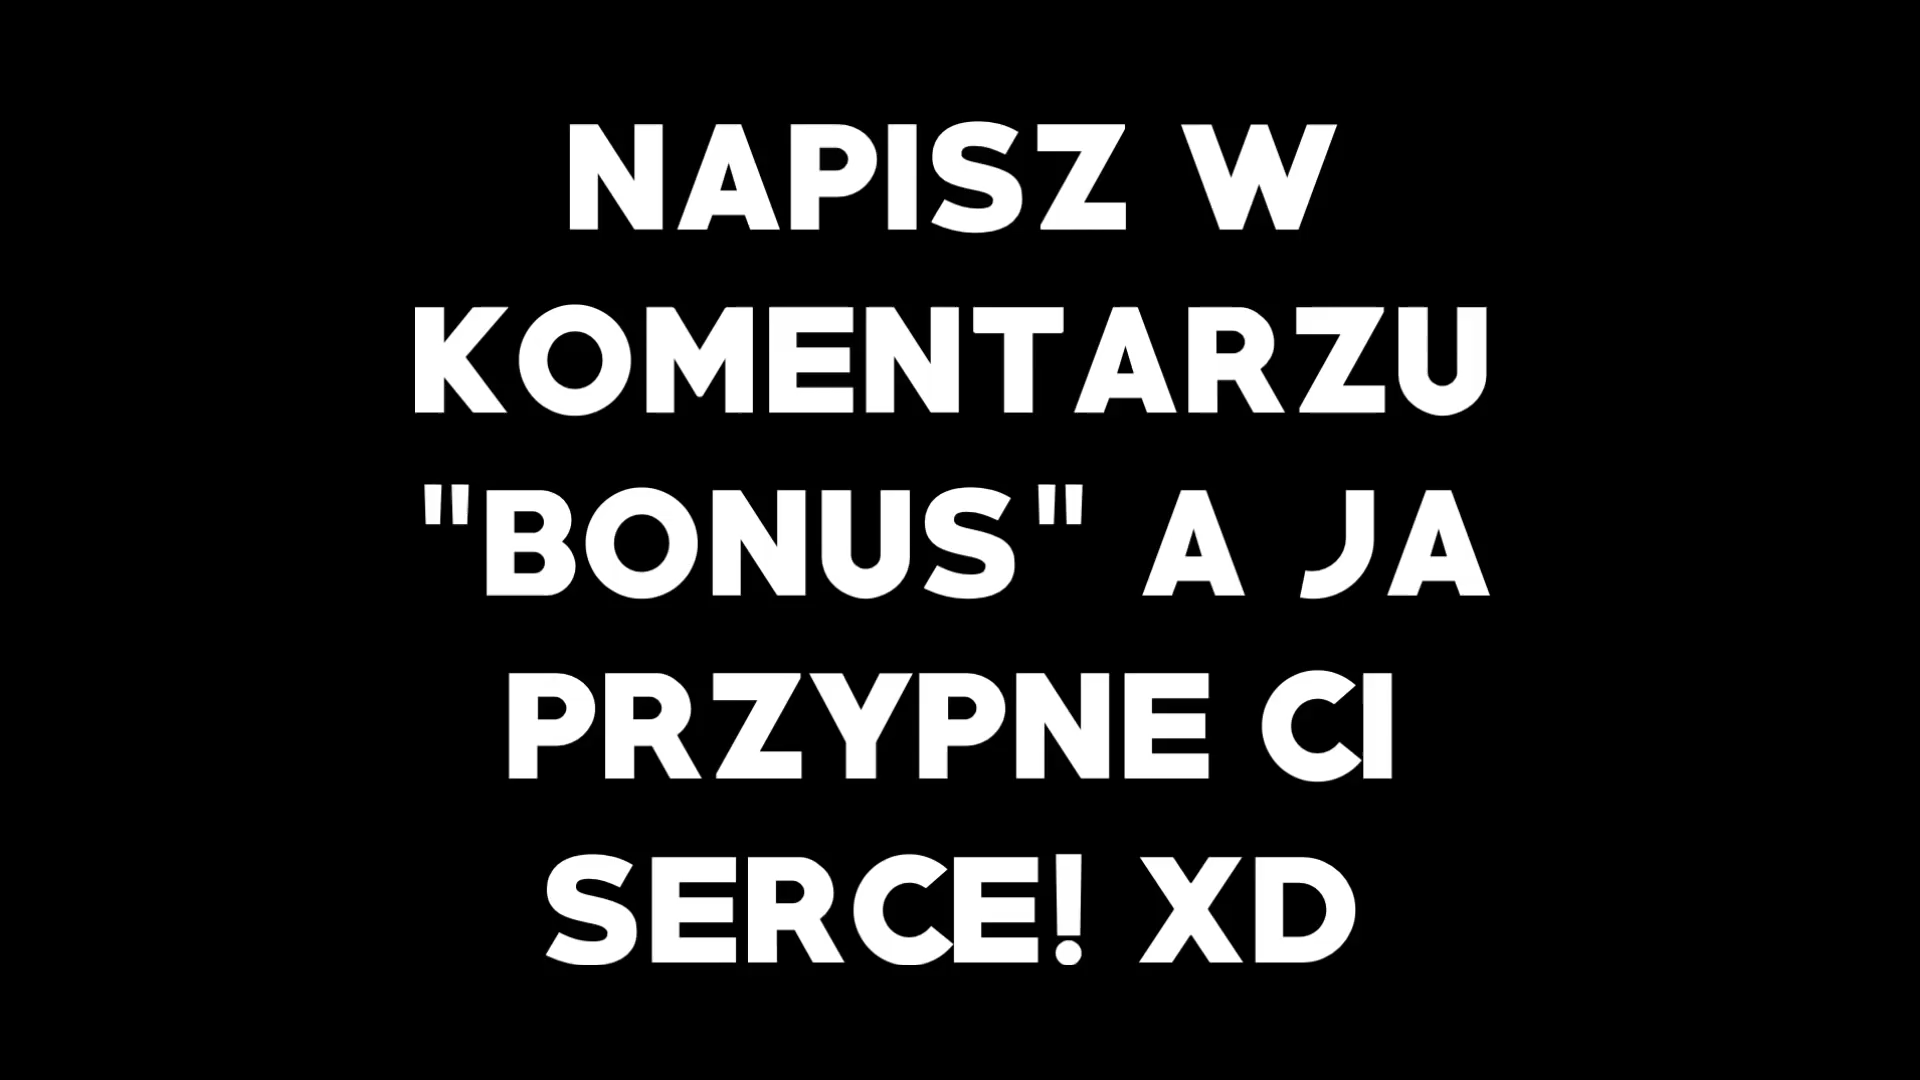 NAPISZ W
KOMENTARZU
"BONUS" A JA
PRZYPNE CI
SERCE! XD